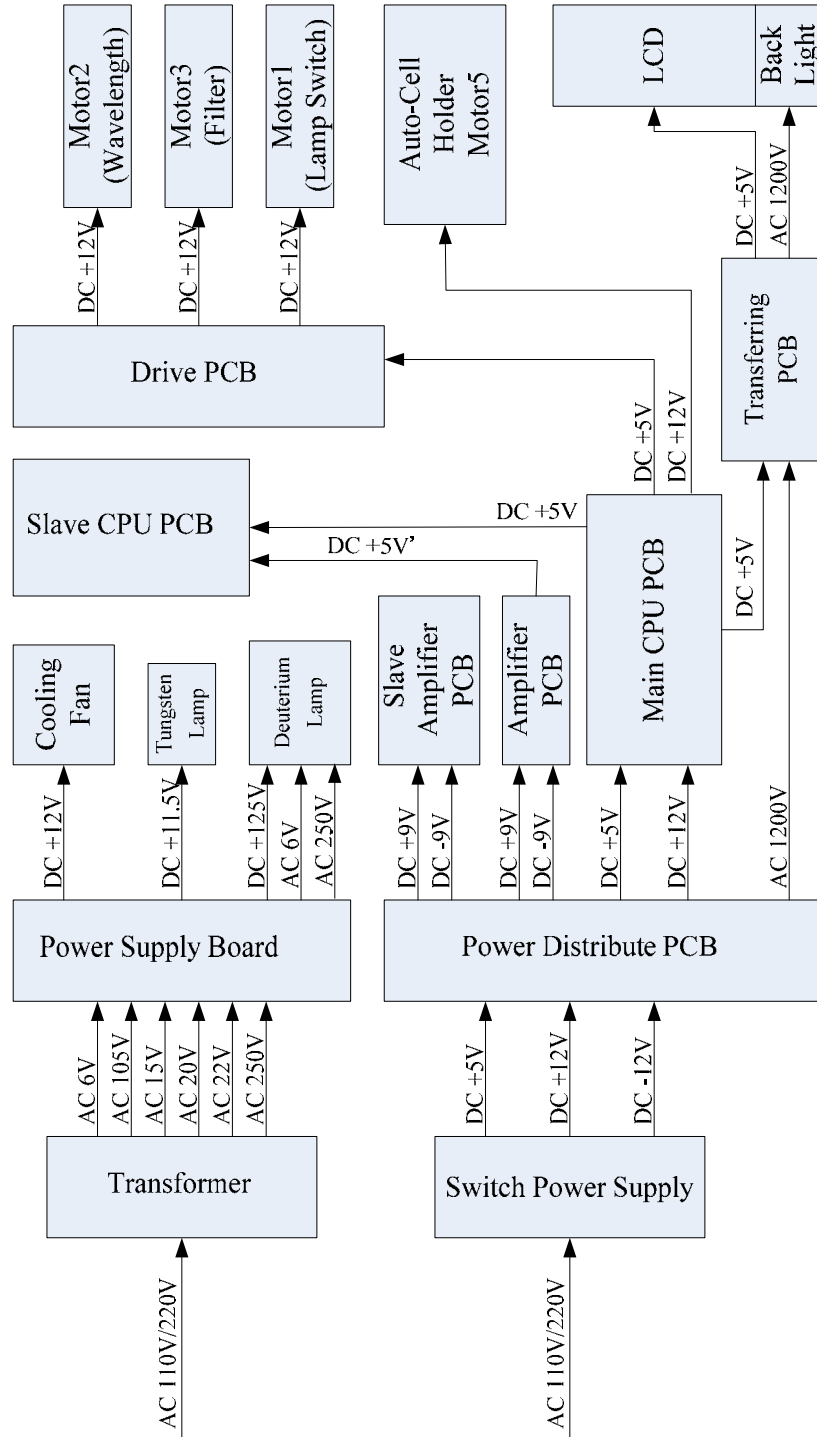 AC 110V/220V
Transformer
AC 6V
AC 105V
AC 15V
AC 20V
AC 22V
AC 250V
Power Supply Board
DC +12V
DC +11.5V
DC +125V
AC 6V
AC 250V
Cooling
Fan
Tungsten
Lamp
Deuterium
Lamp
Slave CPU PCB
Drive PCB
DC +12V
DC +12V
DC +12V
Motor2
(Wavelength)
Motor3
(Filter)
Motor1
(Lamp Switch)
AC 110V/220V
Switch Power Supply
DC +5V
DC +12V
DC -12V
Power Distribute PCB
DC +9V
DC -9V
DC +9V
DC -9V
DC +5V
DC +12V
AC 1200V
Slave
Amplifier
PCB
Amplifier
PCB
DC +5V'
DC +5V
Main CPU PCB
DC +5V
DC +12V
DC +5V
Auto-Cell
Holder
Motor5
Transferring
PCB
DC +5V
AC 1200V
LCD
Back
Light